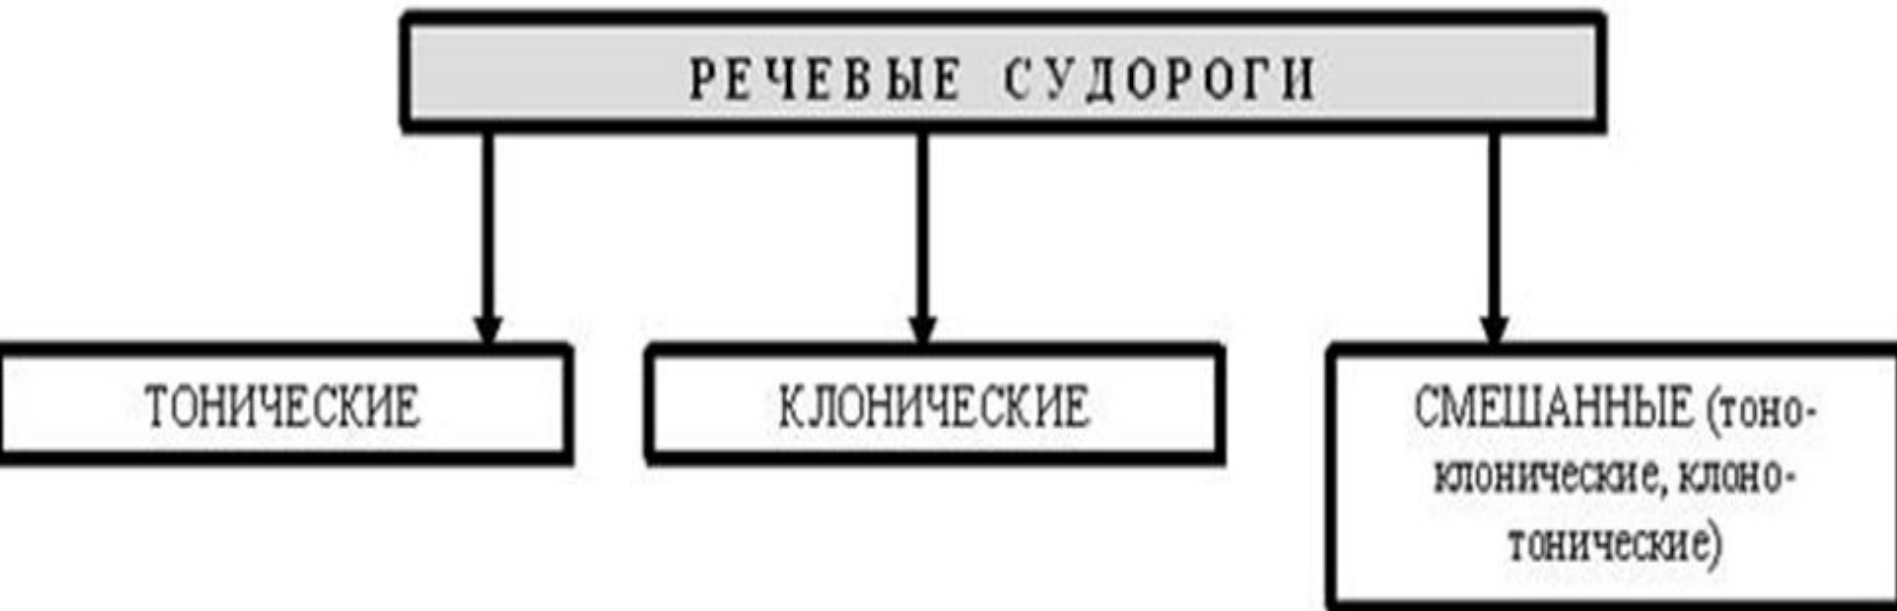 РЕЧЕВЫЕ СУДОРОГИ
ТОНИЧЕСКИЕ
КЛОНИЧЕСКИЕ
СМЕШАННЫЕ (тоно-
клонические, клоно-
тонические)